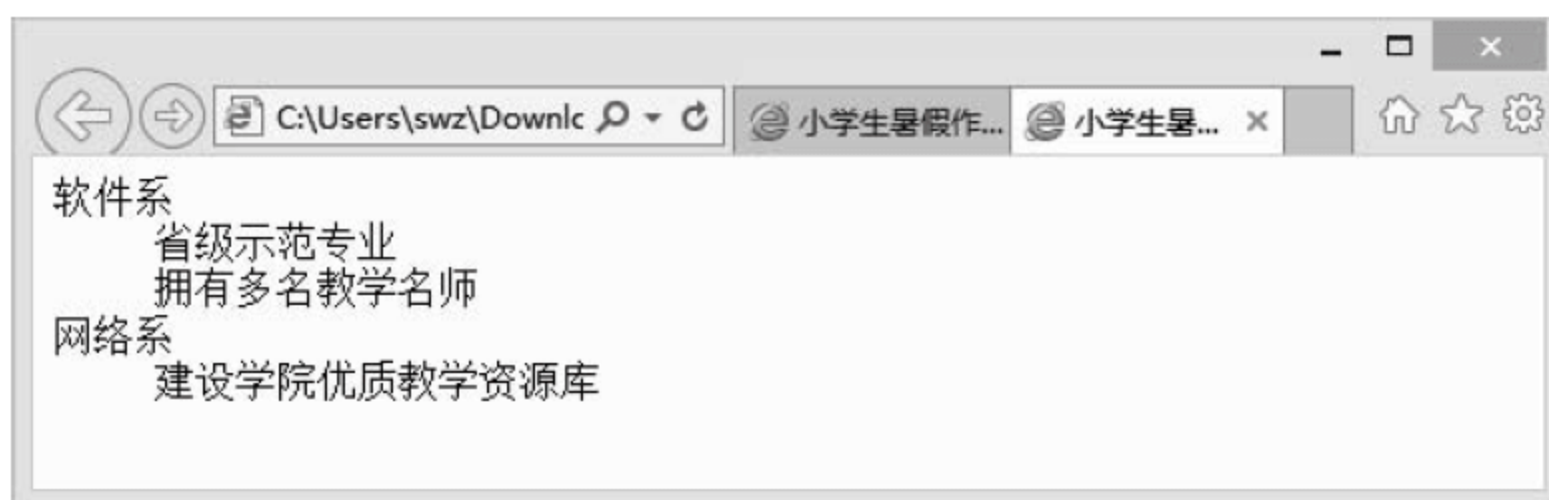 C:\Users\swz\Downlc
小学生暑假作...
小学生暑...
软件系
省级示范专业
拥有多名教学名师
网络系
建设学院优质教学资源库